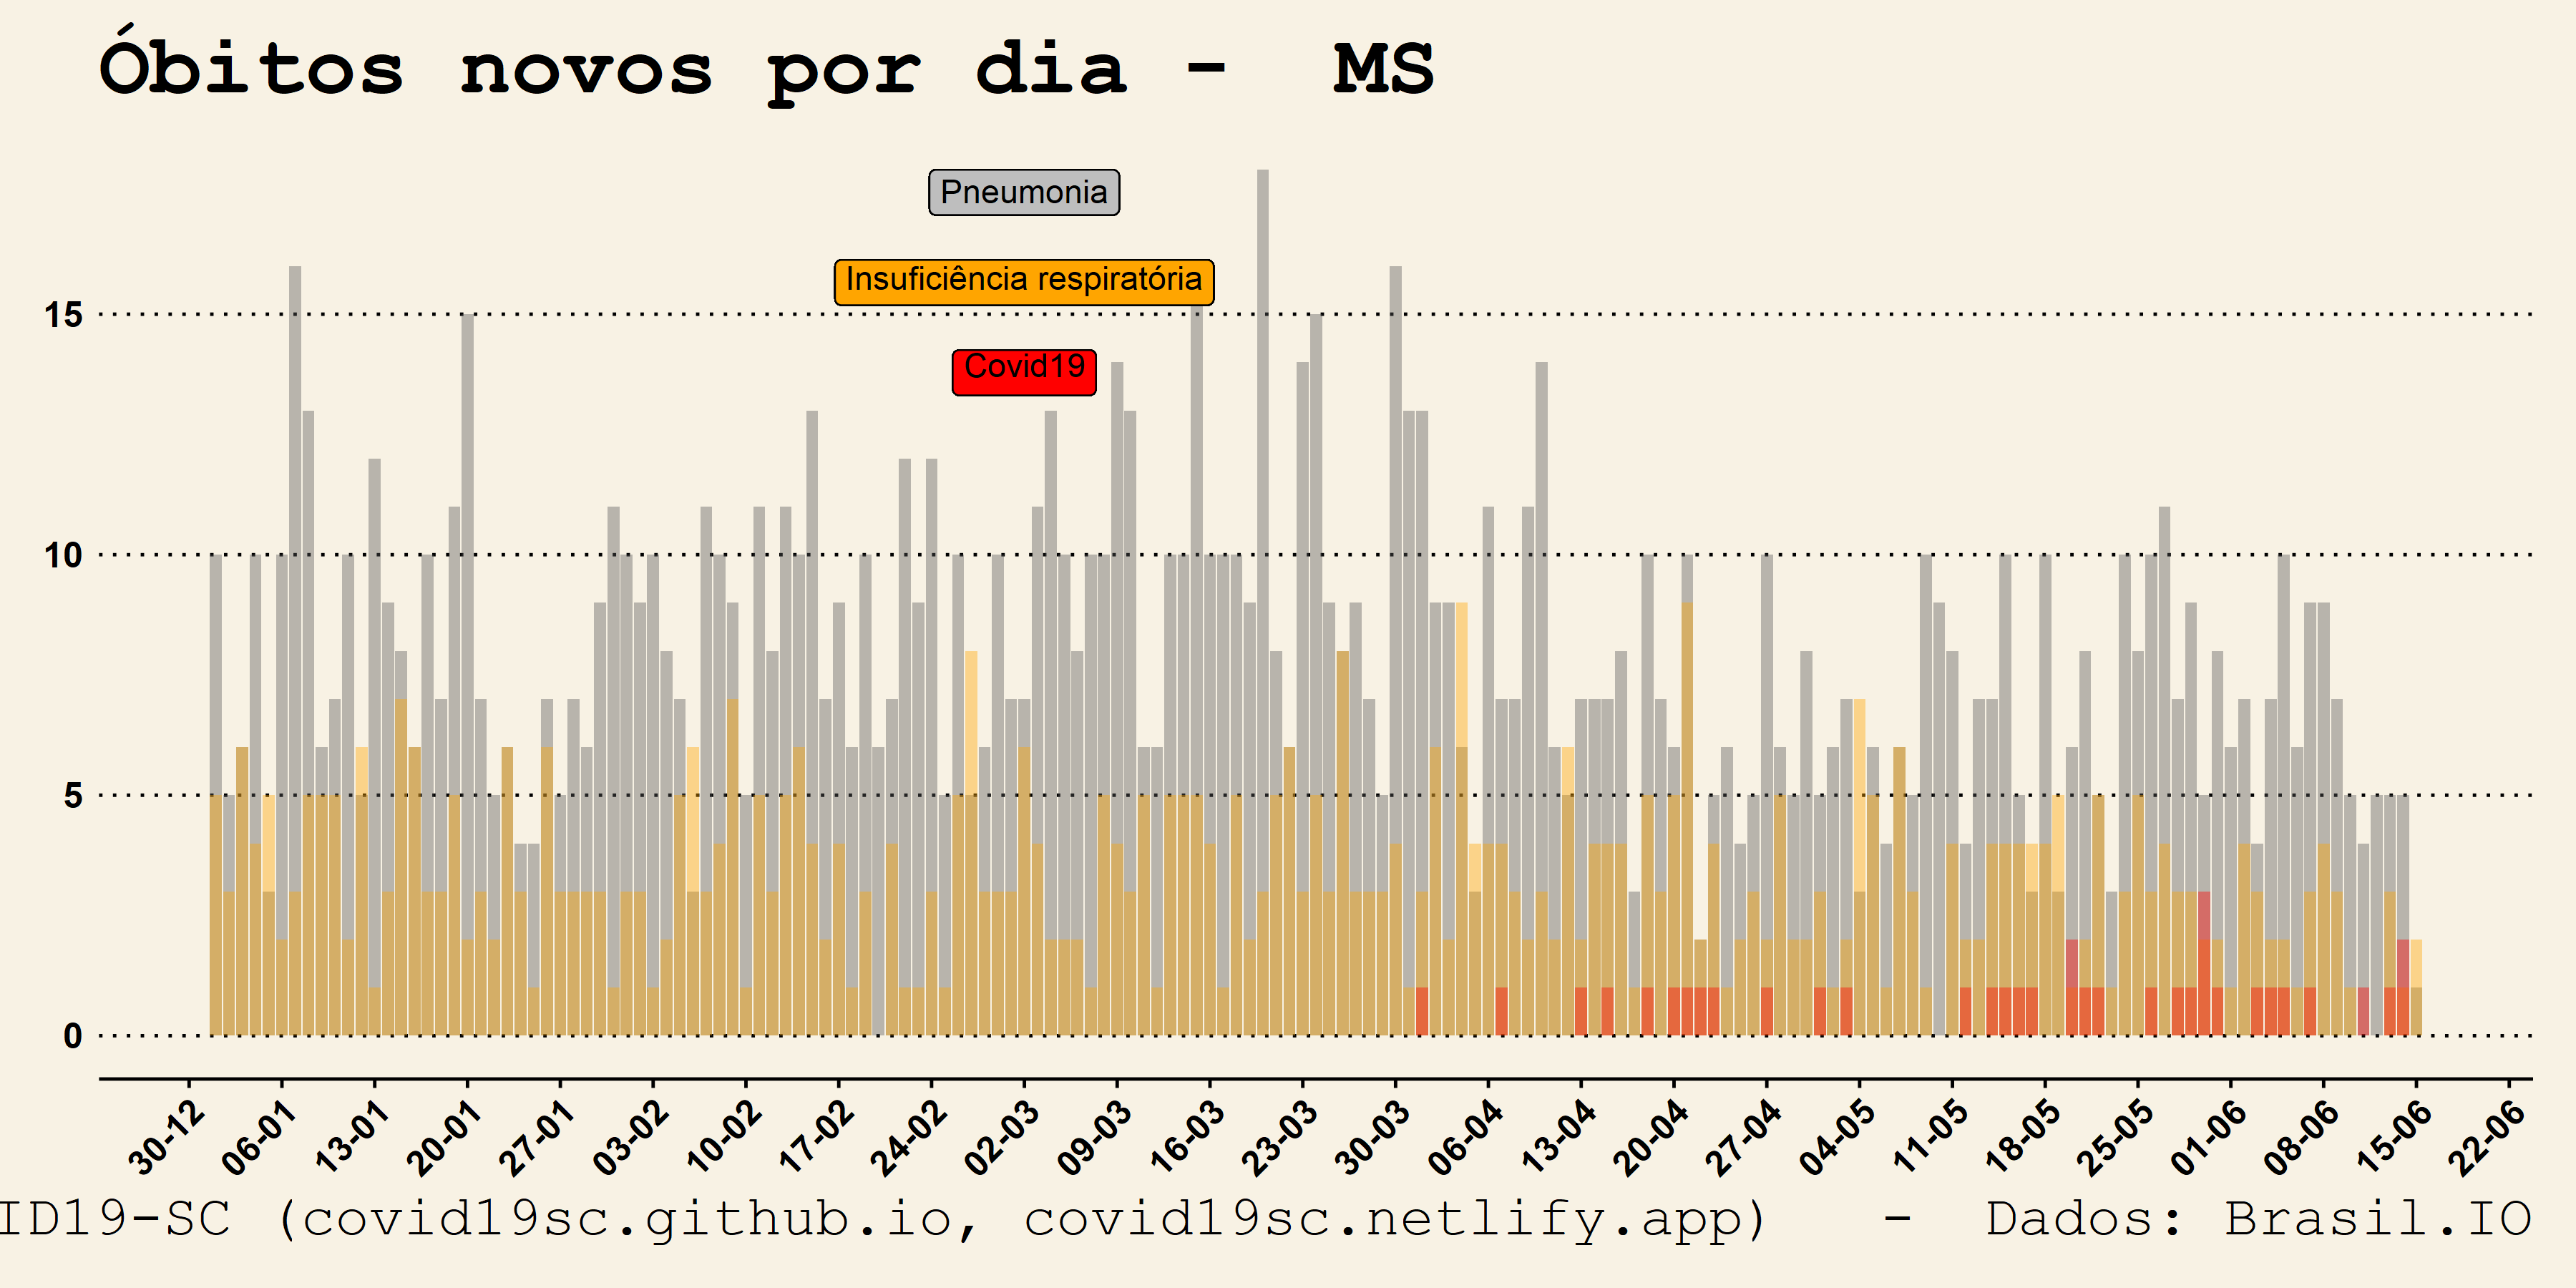 Óbitos novos por dia - MS
Pneumonia
Insuficiência respiratória
Covid19
15
10
5
0
30-12 06-01 13-01 20-01 27-01 03-02 10-02 17-02 24-02 02-03 09-03 16-03 23-03 30-03 06-04 13-04 20-04 27-04 04-05 11-05 18-05 25-05 01-06 08-06 15-06 22-06
ID19-SC (covid19sc.github.io, covid19sc.netlify.app) - Dados: Brasil.IO